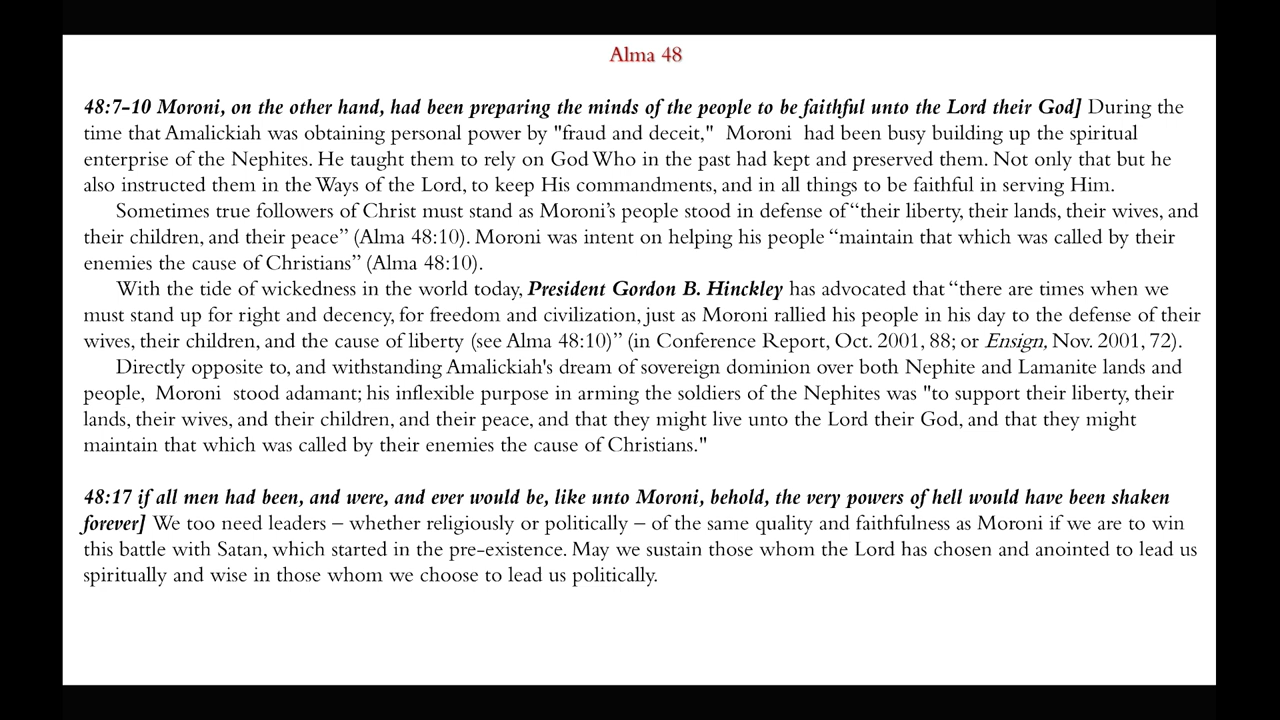 Alma 48
48:7-10 Moroni, on the other hand, had been preparing the minds of the people to be faithful unto the Lord their God] During the
time that Amalickiah was obtaining personal power by "fraud and deceit," Moroni had been busy building up the spiritual
enterprise of the Nephites. He taught them to rely on God Who in the past had kept and preserved them. Not only that but he
also instructed them in the Ways of the Lord, to keep His commandments, and in all things to be faithful in serving Him.
Sometimes true followers of Christ must stand as Moroni’s people stood in defense of “their liberty, their lands, their wives, and
their children, and their peace” (Alma 48:10). Moroni was intent on helping his people “maintain that which was called by their
enemies the cause of Christians” (Alma 48:10).
With the tide of wickedness in the world today, President Gordon B. Hinckley has advocated that “there are times when we
must stand up for right and decency, for freedom and civilization, just as Moroni rallied his people in his day to the defense of their
wives, their children, and the cause of liberty (see Alma 48:10)” (in Conference Report, Oct. 2001, 88; or Ensign, Nov. 2001, 72).
Directly opposite to, and withstanding Amalickiah's dream of sovereign dominion over both Nephite and Lamanite lands and
people, Moroni stood adamant; his inflexible purpose in arming the soldiers of the Nephites was "to support their liberty, their
lands, their wives, and their children, and their peace, and that they might live unto the Lord their God, and that they might
maintain that which was called by their enemies the cause of Christians."
48:17 if all men had been, and were, and ever would be, like unto Moroni, behold, the very powers of hell would have been shaken
forever] We too need leaders – whether religiously or politically – of the same quality and faithfulness as Moroni if we are to win
this battle with Satan, which started in the pre-existence. May we sustain those whom the Lord has chosen and anointed to lead us
spiritually and wise in those whom we choose to lead us politically.